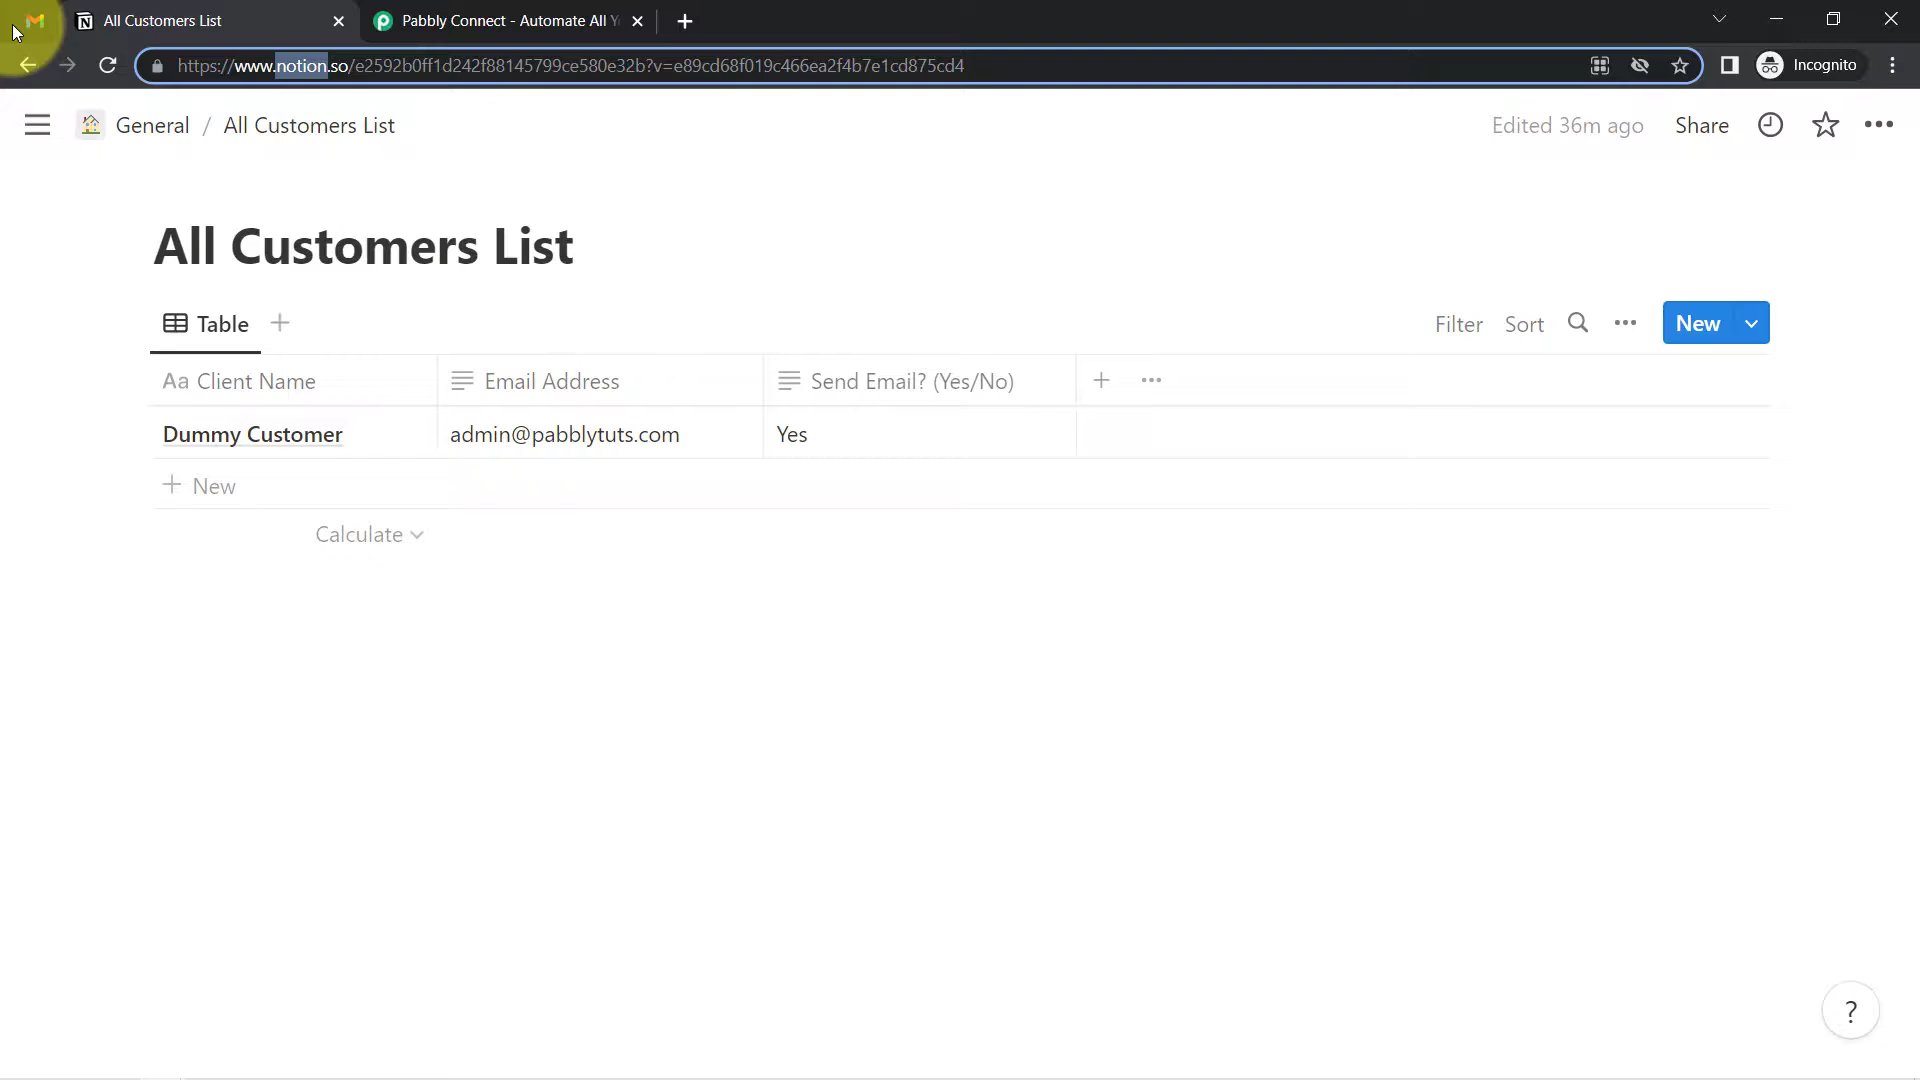 All Customers List
Pabbly Connect - Automate All Y
https://www.notion.so/e2592b0ff1d242f88145799ce580e32b?v=e89cd68f019c466ea2f4b7e1cd875cd4
Incognito
General / All Customers List
Edited 36m ago
Share
All Customers List
Table
Filter
Sort
New
Aa Client Name
Email Address
Send Email? (Yes/No)
Dummy Customer
admin@pabblytuts.com
Yes
+ New
Calculate
?